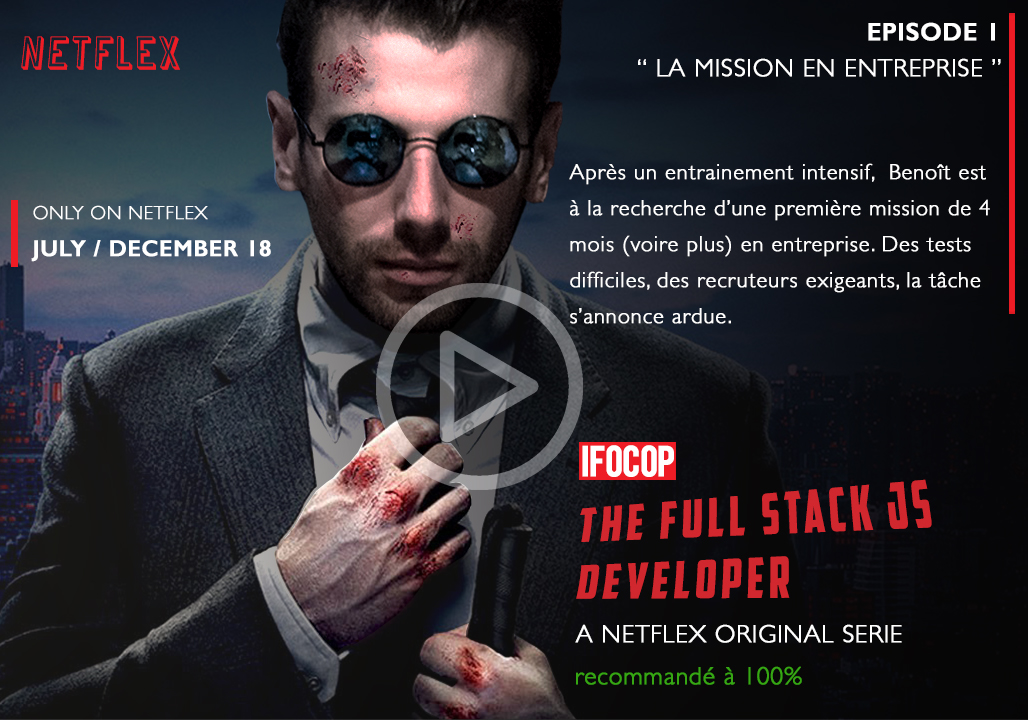 NETFLEX
EPISODE 1
“ LA MISSION EN ENTREPRISE ”
Après un entrainement intensif, Benoît est
à la recherche d’une première mission de 4
mois (voire plus) en entreprise. Des tests
difficiles, des recruteurs exigeants, la tâche
s’annonce ardue.
ONLY ON NETFLEX
JULY / DECEMBER 18
IFOCOP
THE FULL STACK JS
DEVELOPER
A NETFLEX ORIGINAL SERIE
recommandé à 100%